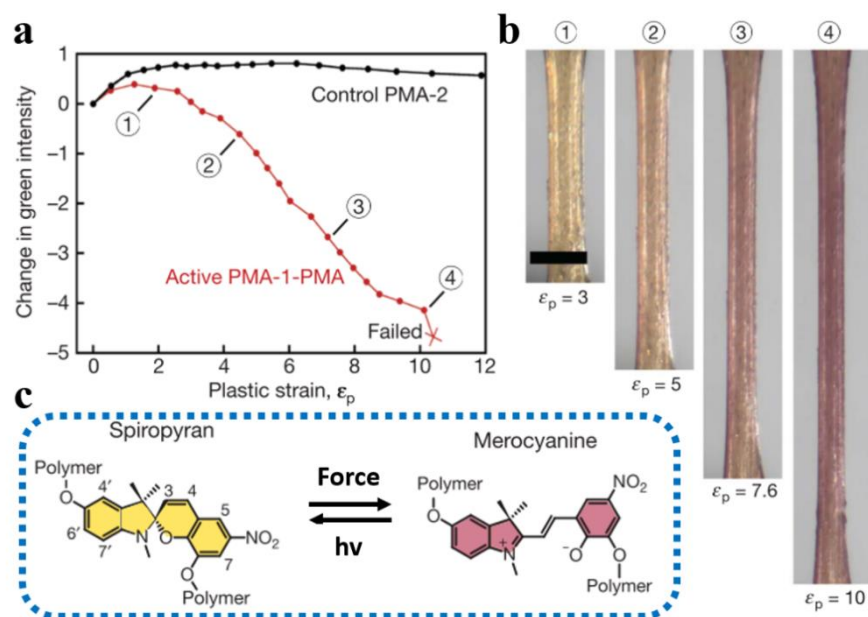 a
1
0
−1
−2
−3
−4
−5
Change in green intensity
Control PMA-2
①
②
③
④
Active PMA-1-PMA
Failed
0 2 4 6 8 10 12
Plastic strain, εp
b
① ② ③ ④
εp = 3
εp = 5
εp = 7.6
εp = 10
c
Spiropyran
Polymer
O
4′
3 4
5
6′
7′
N
O
NO2
7
O
Polymer
Force
hv
Merocyanine
Polymer
O
N
+
NO2
−O
O
Polymer